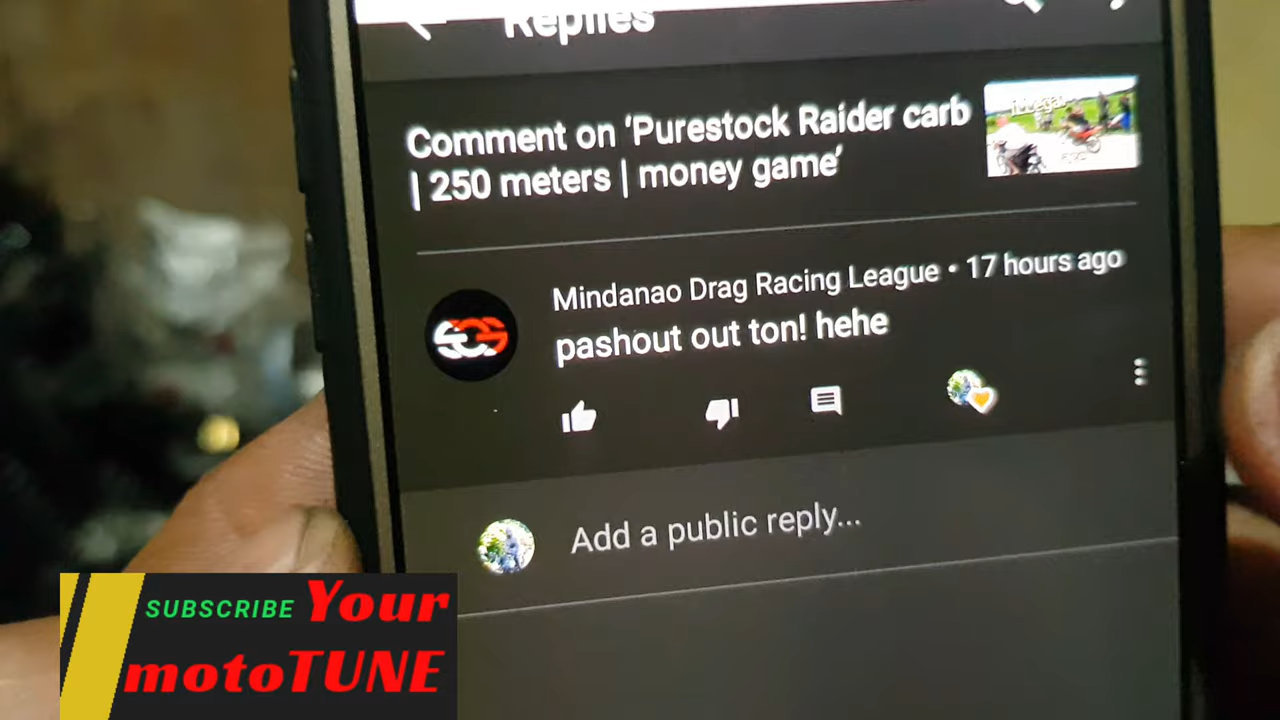 Replies
Comment on 'Purestock Raider carb
| 250 meters | money game'
Mindanao Drag Racing League • 17 hours ago
pashout out ton! hehe
Add a public reply...
SUBSCRIBE Your
motoTUNE